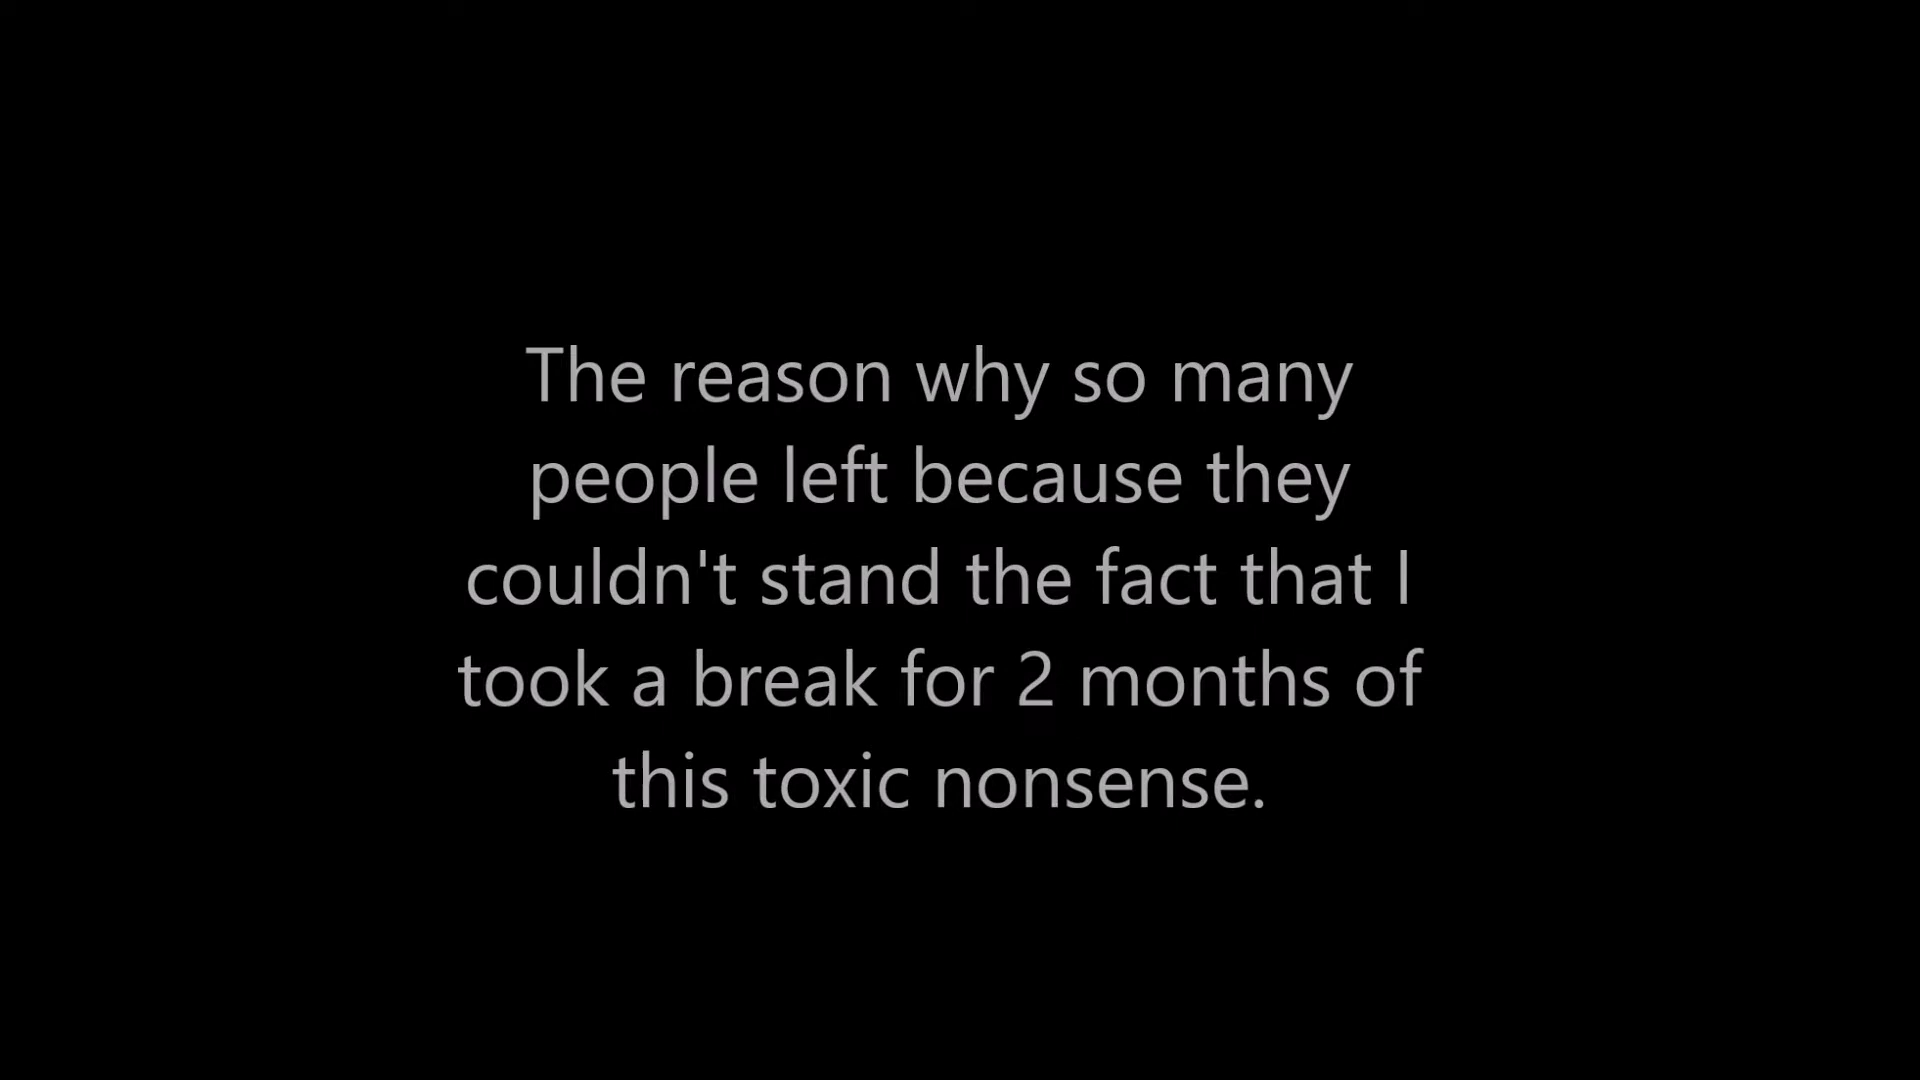 The reason why so many
people left because they
couldn't stand the fact that I
took a break for 2 months of
this toxic nonsense.